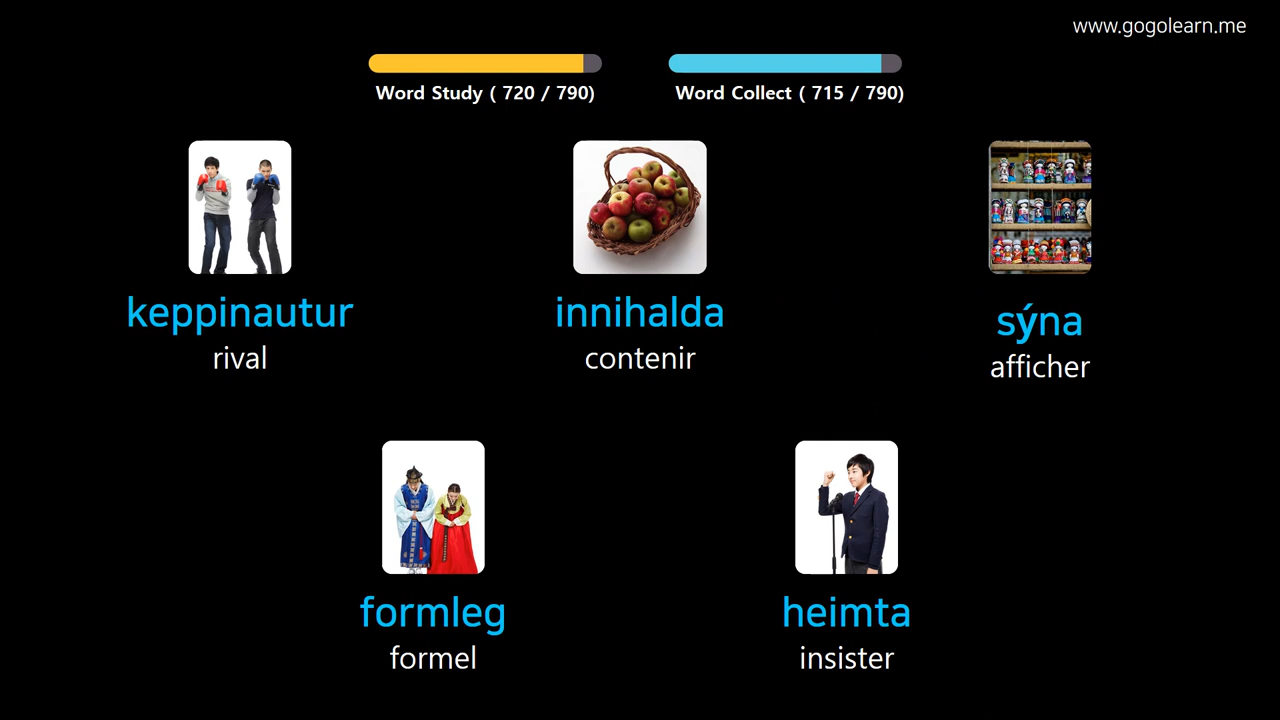 www.gogolearn.me
Word Study ( 720 / 790)
Word Collect ( 715 / 790)
keppinautur
rival
innihalda
contenir
sýna
afficher
formleg
formel
heimta
insister